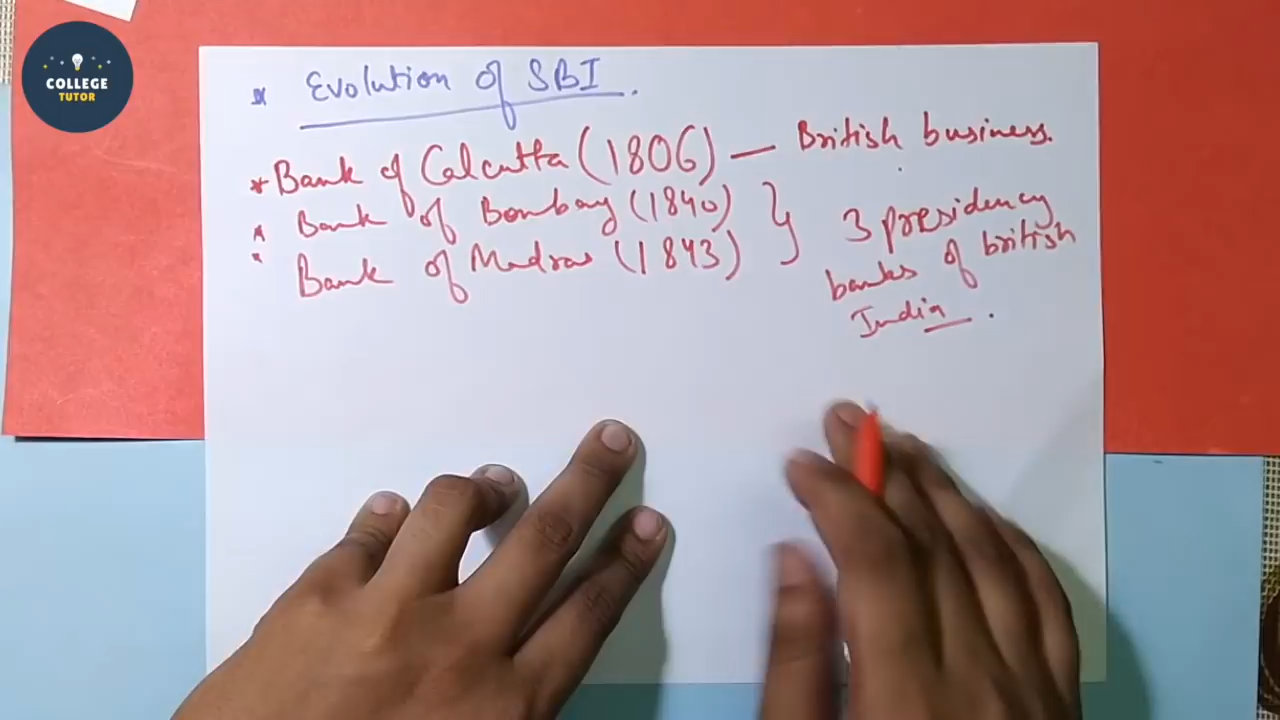 COLLEGE
TUTOR
* Evolution of SBI.
* Bank of Calcutta (1806) — British business.
* Bank of Bombay (1840)
* Bank of Madras (1843)
} 3 presidency
banks of british
India.